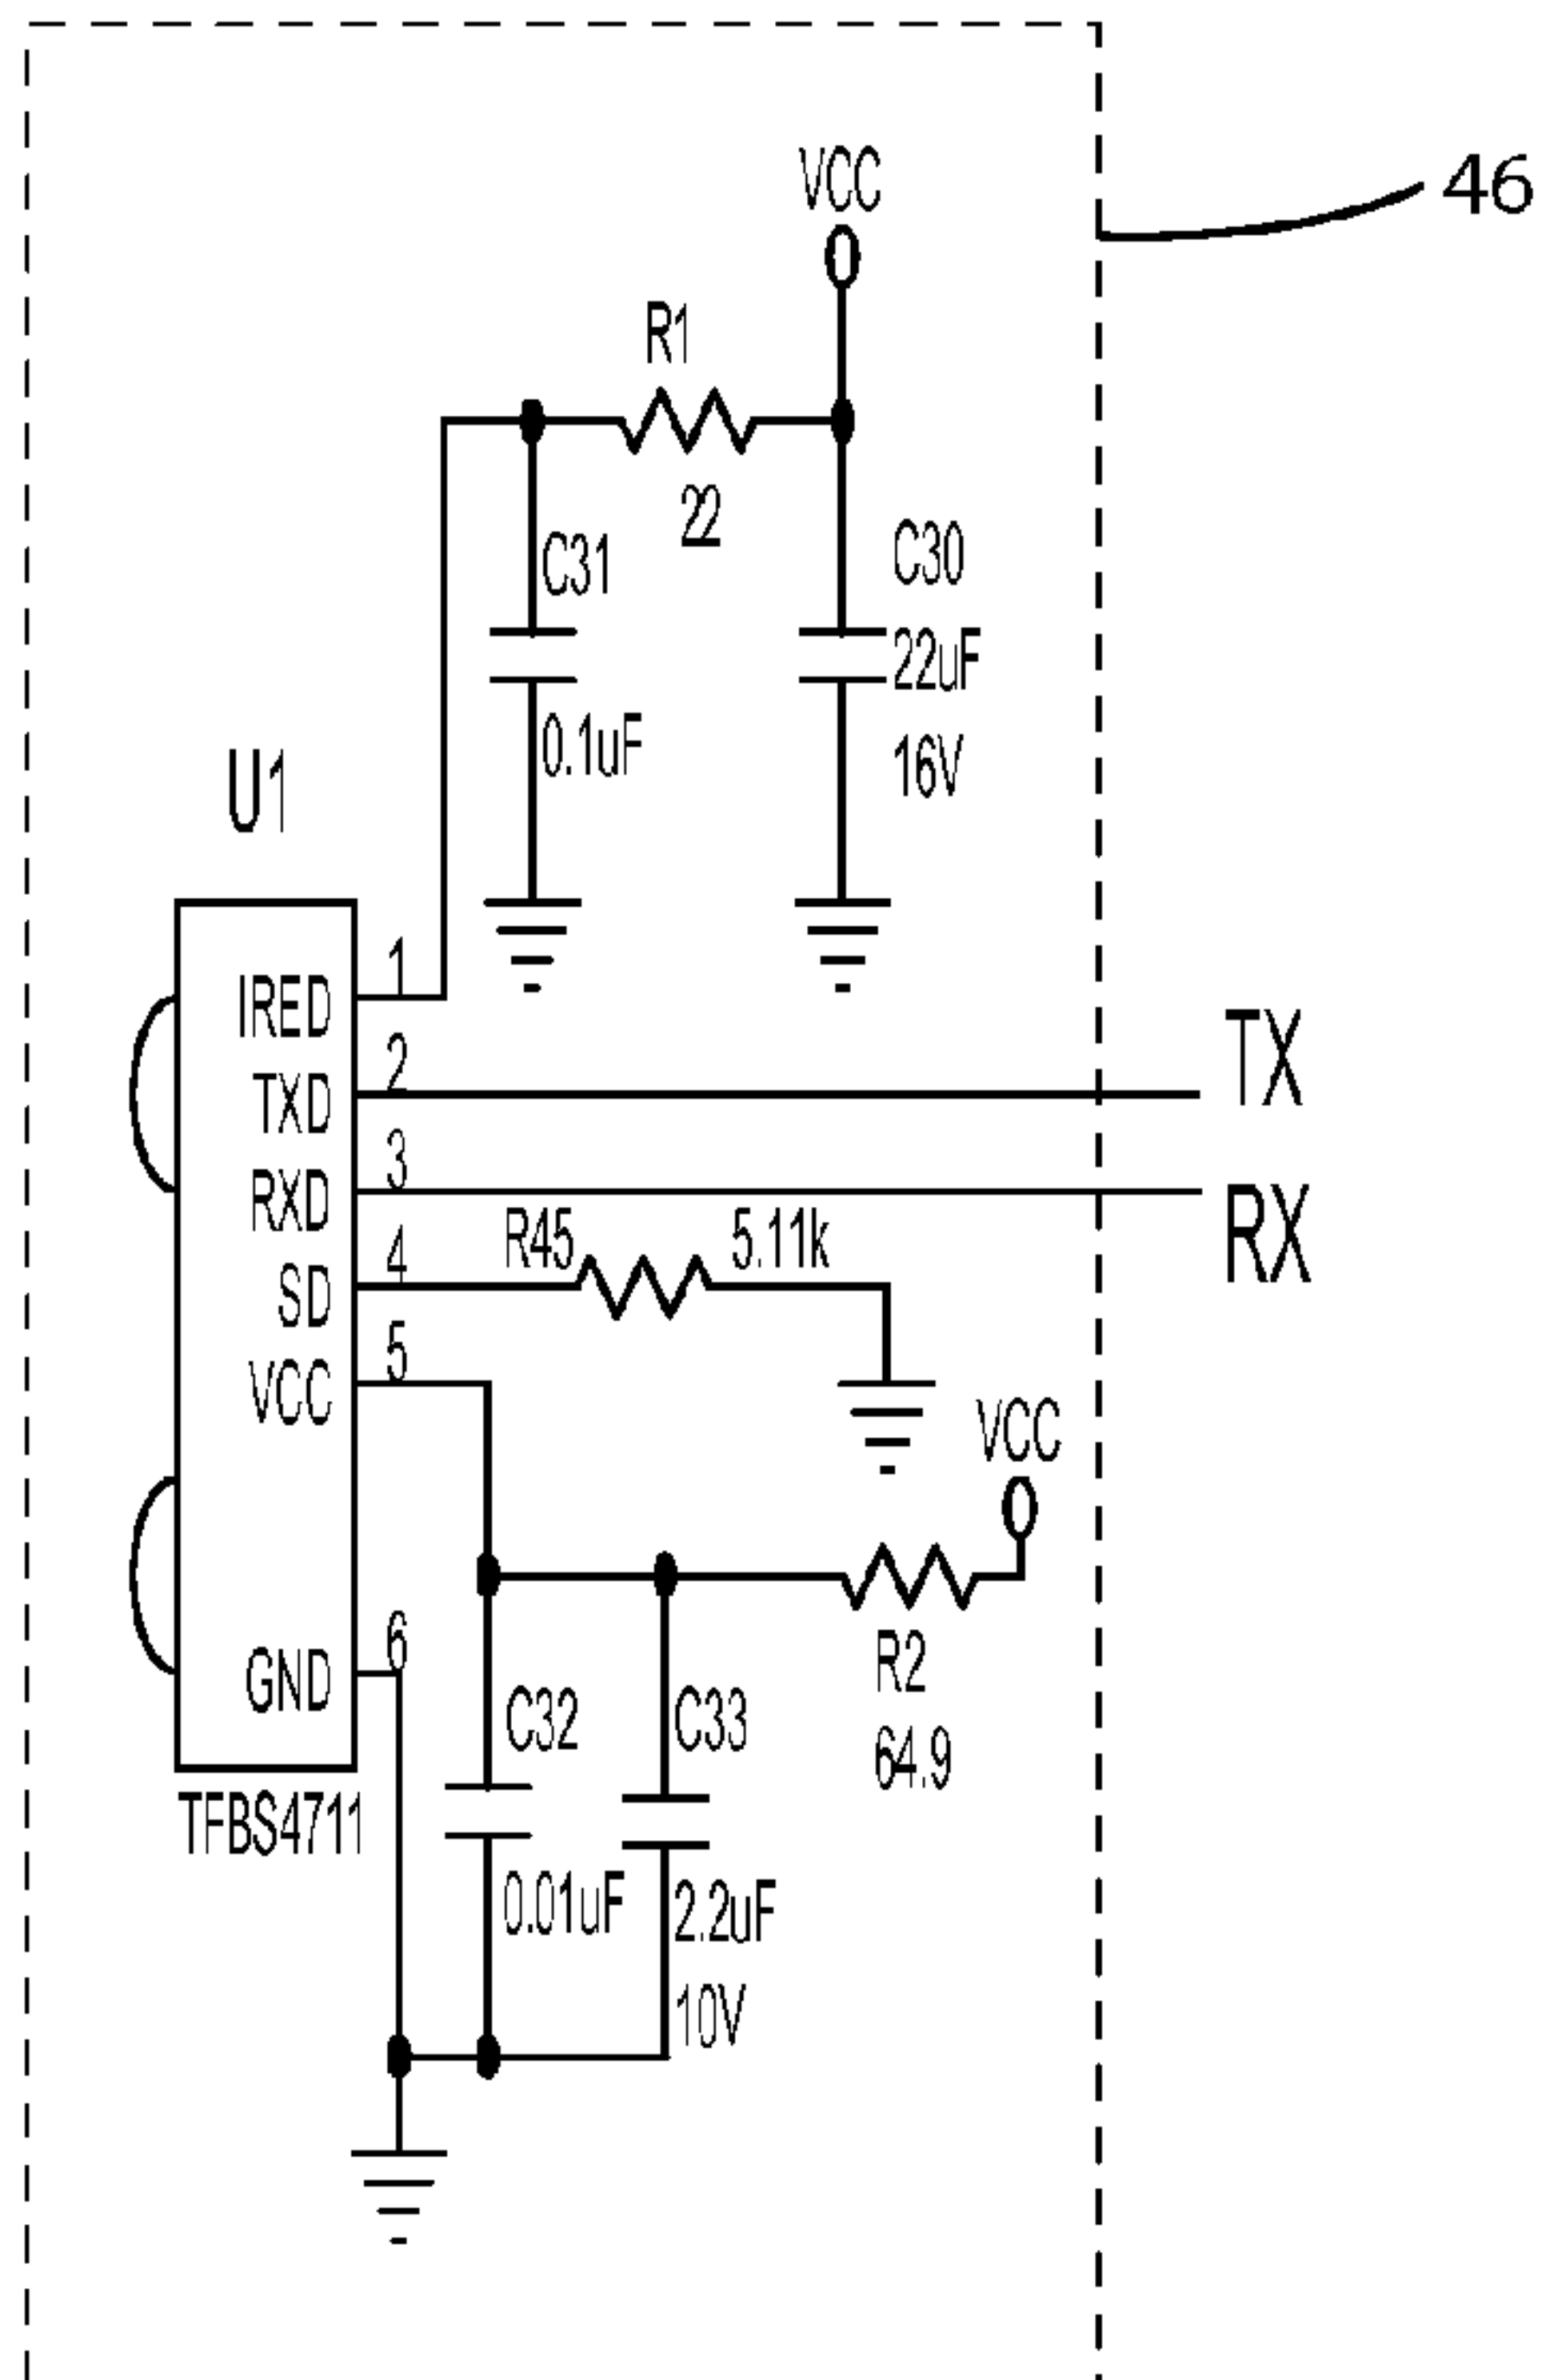 46
VCC
R1
22
C31
0.1uF
C30
22uF
16V
U1
IRED 1
TXD 2
TX
RXD 3
RX
SD 4
R45 5.11k
VCC 5
VCC
R2
64.9
GND 6
C32
0.01uF
C33
2.2uF
10V
TFBS4711